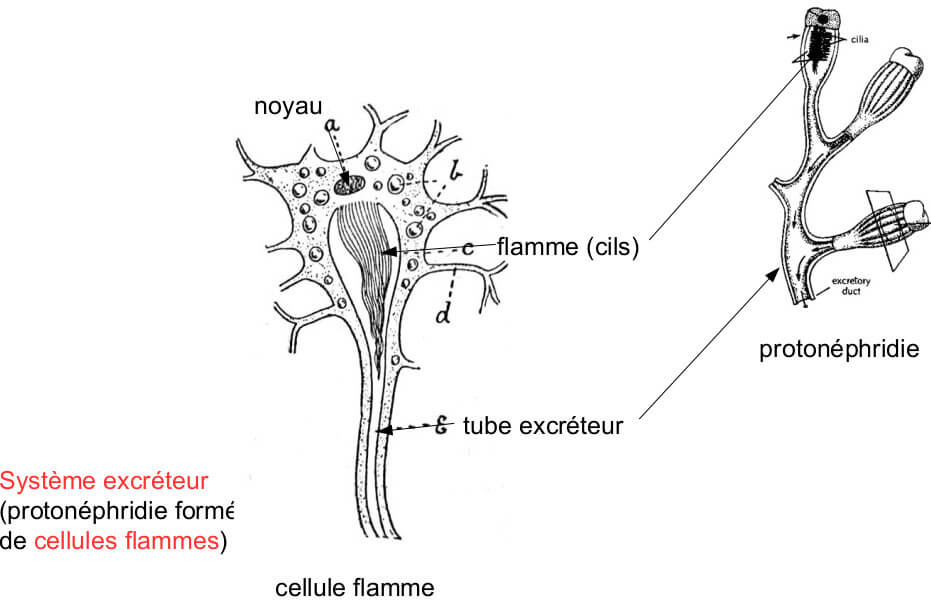 noyau
a
b
c
flamme (cils)
d
E
tube excréteur
cilia
excretory
duct
protonéphridie
Système excréteur
(protonéphridie formé
de cellules flammes)
cellule flamme